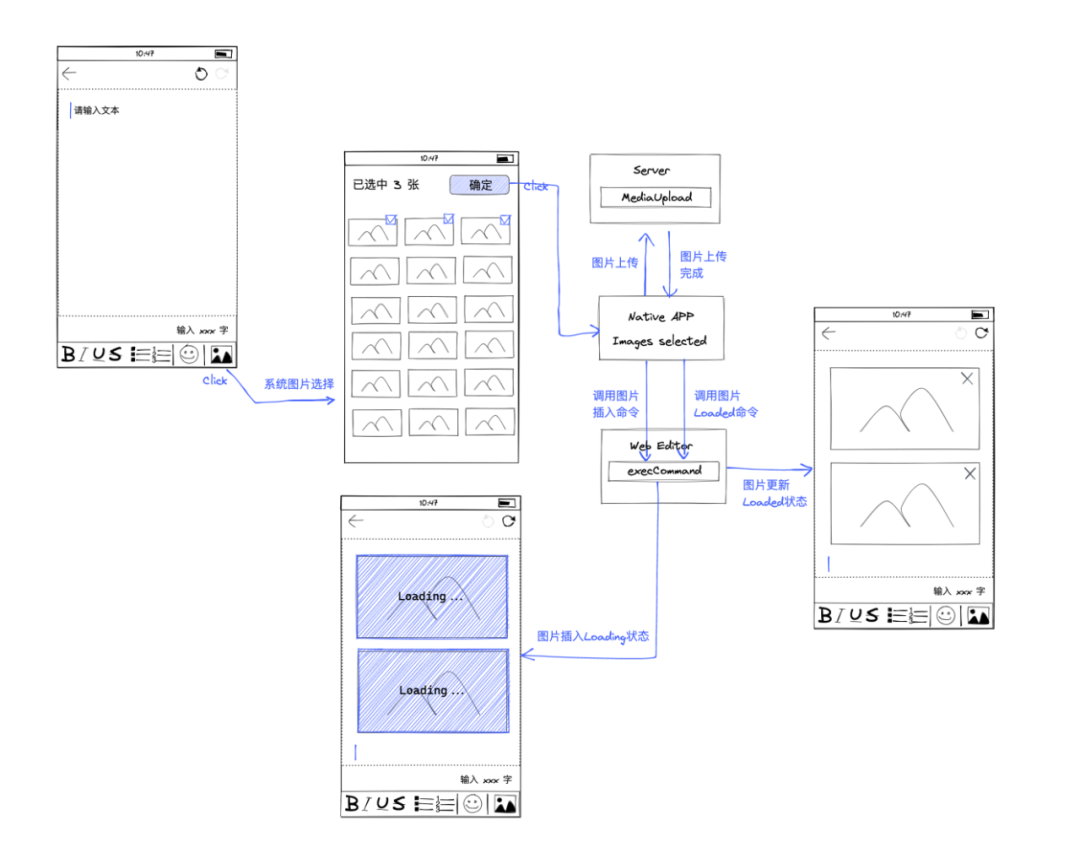 10:47
请输入文本
输入 xxx 字
B I U S
Click
系统图片选择
10:47
已选中 3 张
确定
Click
Server
MediaUpload
图片上传
图片上传
完成
Native APP
Images selected
调用图片
插入命令
调用图片
Loaded命令
Web Editor
execCommand
图片更新
Loaded状态
图片插入Loading状态
10:47
Loading ...
Loading ...
输入 xxx 字
B I U S
10:47
输入 xxx 字
B I U S